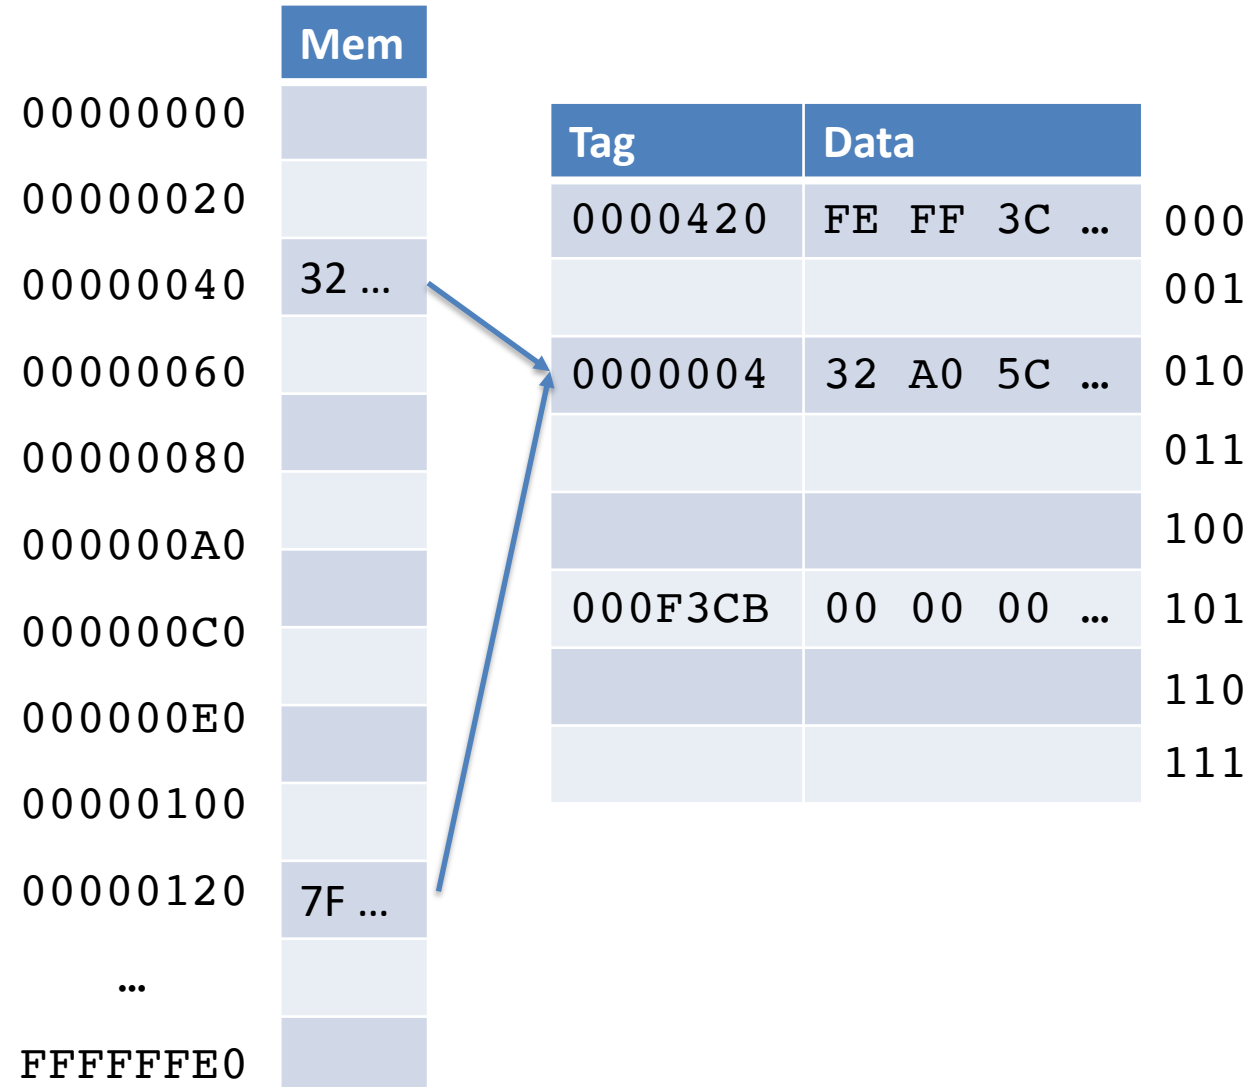 Mem
00000000
00000020
00000040 32 …
00000060
00000080
000000A0
000000C0
000000E0
00000100
00000120 7F …
…
FFFFFFE0
Tag Data
0000420 FE FF 3C … 000
001
0000004 32 A0 5C … 010
011
100
000F3CB 00 00 00 … 101
110
111